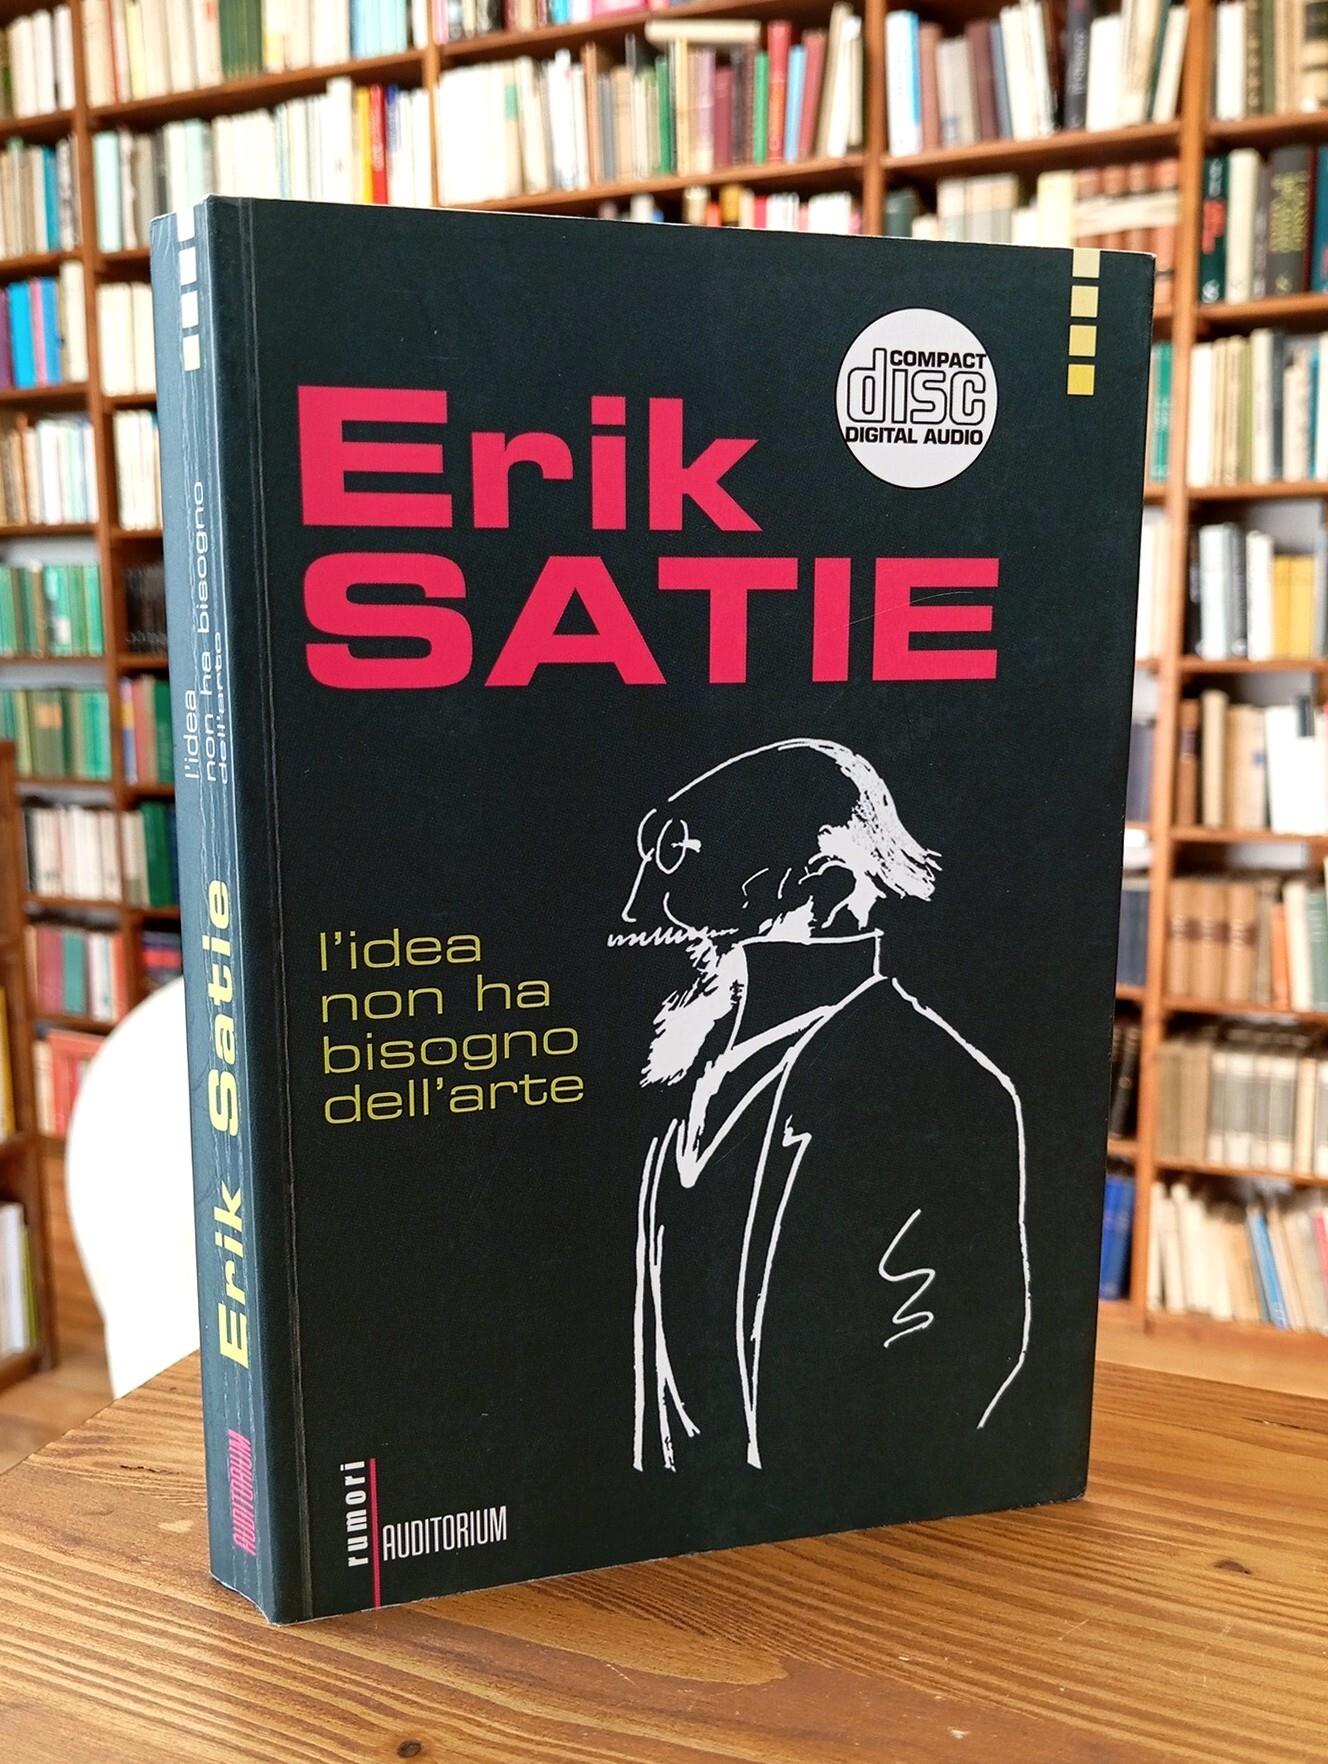 COMPACT
disc
DIGITAL AUDIO
Erik
SATIE
l'idea
non ha
bisogno
dell'arte
rumori
AUDITORIUM
l'idea
non ha bisogno
dell'arte
Erik Satie
AUDITORIUM